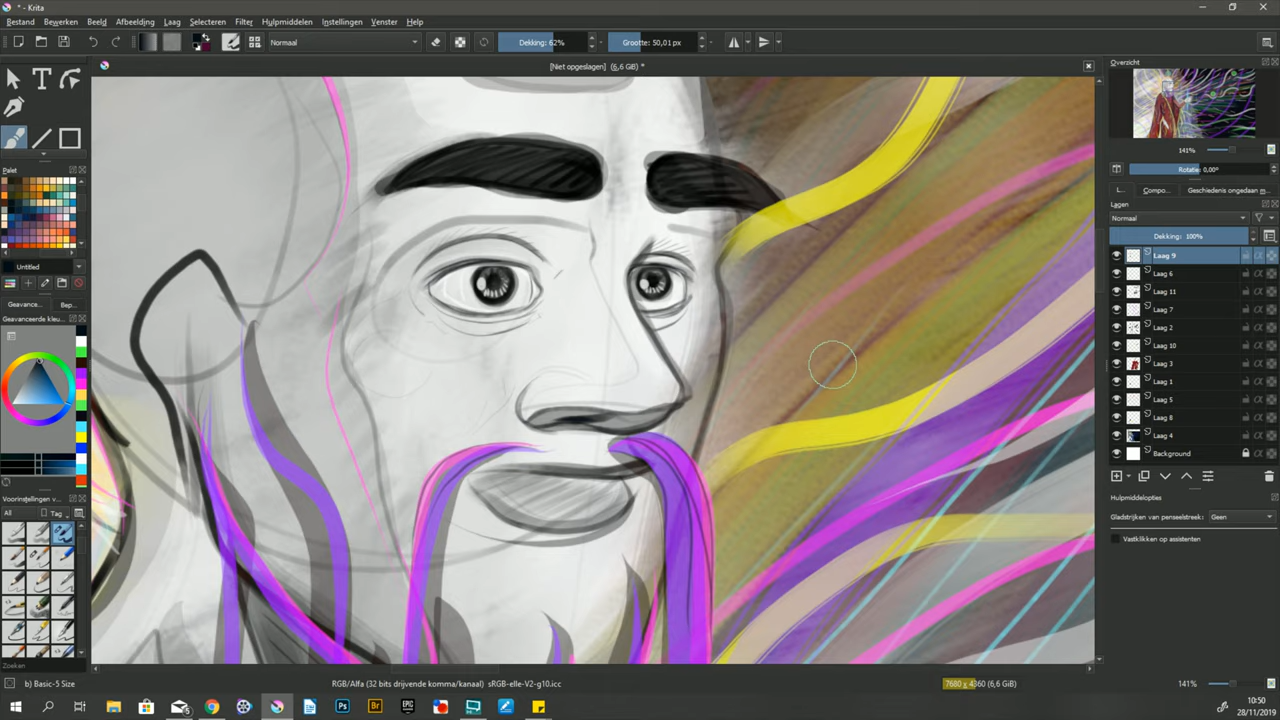 * - Krita
Bestand Bewerken Beeld Afbeelding Laag Selecteren Filter Hulpmiddelen Instellingen Venster Help
Normaal Dekking: 62% Grootte: 50,01 px
[Niet opgeslagen] (6,6 GiB) *
Overzicht
141%
Rotatie: 0,00°
L... Compo... Geschiedenis ongedaan m...
Lagen
Normaal
Dekking: 100%
Laag 9
Laag 6
Laag 11
Laag 7
Laag 2
Laag 10
Laag 3
Laag 1
Laag 5
Laag 8
Laag 4
Background
Hulpmiddelopties
Gladstrijken van penseelstreek: Geen
Vastklikken op assistenten
Palet
Untitled
Geavance... Bep...
Geavanceerde kleu...
Voorinstellingen v...
All Tag
Zoeken
b) Basic-5 Size
RGB/Alfa (32 bits drijvende komma/kanaal) sRGB-elle-V2-g10.icc
7680 x 4360 (6,6 GiB)
141%
Ps Br EPIC
10:50
28/11/2019